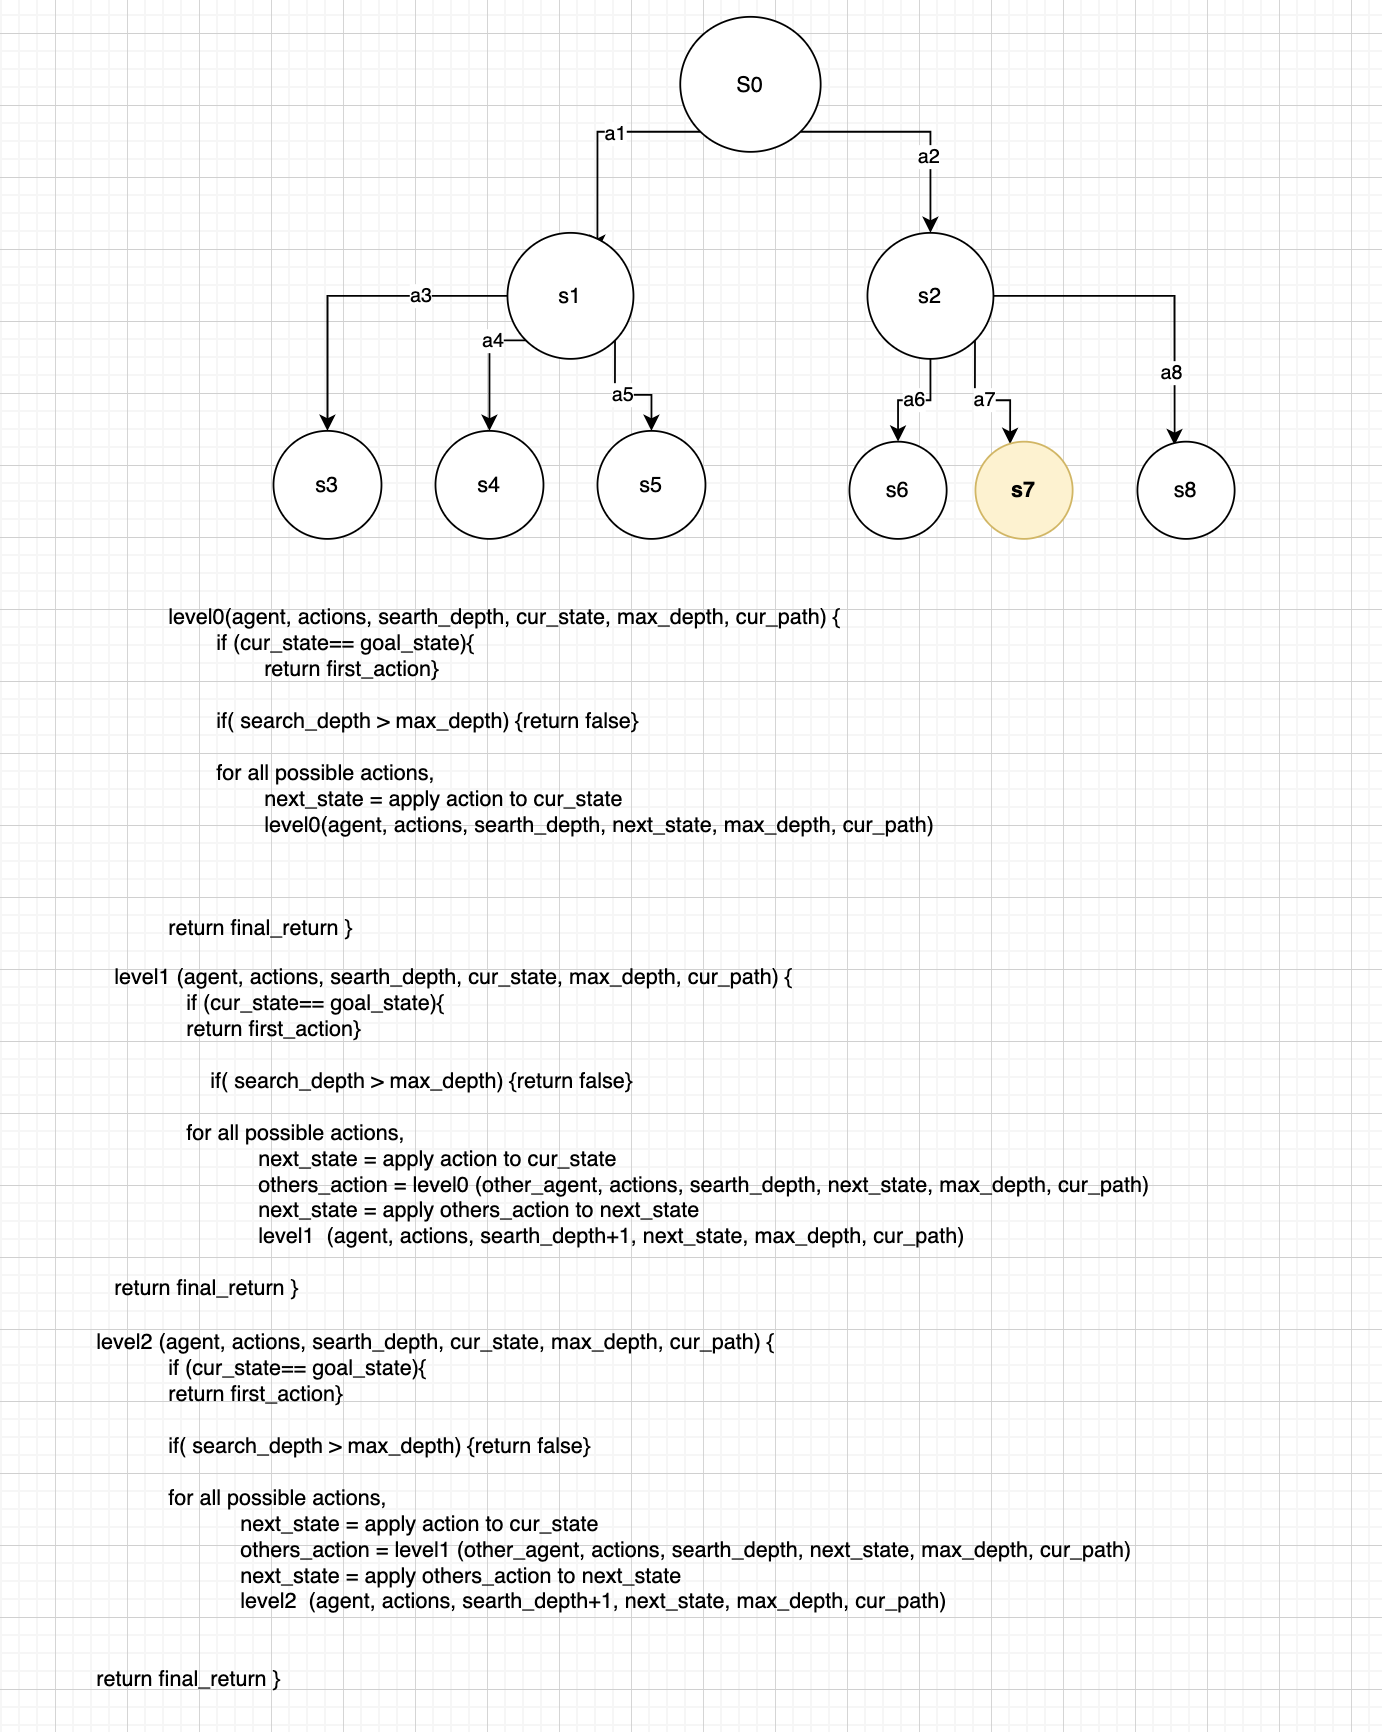 S0
a1
a2
s1
s2
a3
a4
a5
a6
a7
a8
s3
s4
s5
s6
s7
s8
level0(agent, actions, searth_depth, cur_state, max_depth, cur_path) {
if (cur_state== goal_state){
return first_action}
if( search_depth > max_depth) {return false}
for all possible actions,
next_state = apply action to cur_state
level0(agent, actions, searth_depth, next_state, max_depth, cur_path)
return final_return }
level1 (agent, actions, searth_depth, cur_state, max_depth, cur_path) {
if (cur_state== goal_state){
return first_action}
if( search_depth > max_depth) {return false}
for all possible actions,
next_state = apply action to cur_state
others_action = level0 (other_agent, actions, searth_depth, next_state, max_depth, cur_path)
next_state = apply others_action to next_state
level1 (agent, actions, searth_depth+1, next_state, max_depth, cur_path)
return final_return }
level2 (agent, actions, searth_depth, cur_state, max_depth, cur_path) {
if (cur_state== goal_state){
return first_action}
if( search_depth > max_depth) {return false}
for all possible actions,
next_state = apply action to cur_state
others_action = level1 (other_agent, actions, searth_depth, next_state, max_depth, cur_path)
next_state = apply others_action to next_state
level2 (agent, actions, searth_depth+1, next_state, max_depth, cur_path)
return final_return }